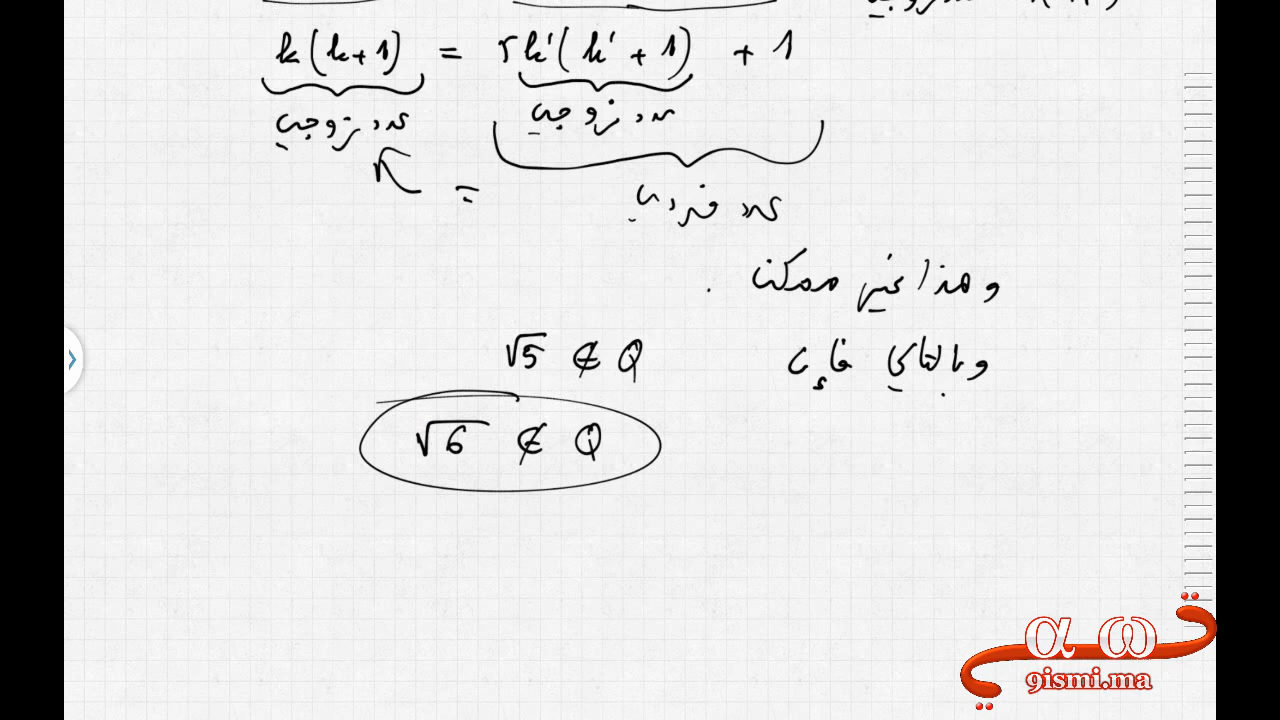 k(k+1) = 5k'(k'+1) + 1
عدد زوجي
عدد زوجي
= عدد فردي
وهذا غير ممكن .
وبالتالي فإن √5 ∉ Q
√6 ∉ Q
α ω
9ismi.ma